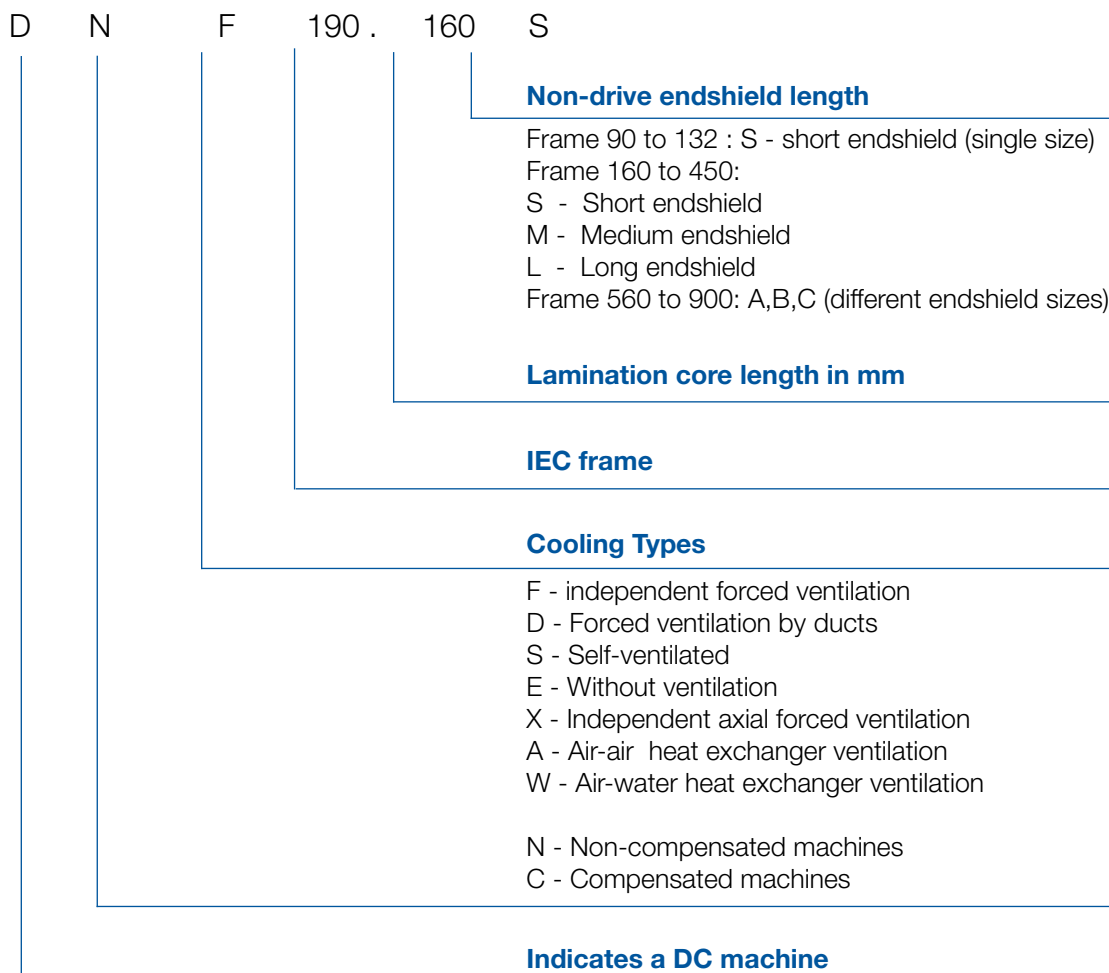 D N F 190 . 160 S
Non-drive endshield length
Frame 90 to 132 : S - short endshield (single size)
Frame 160 to 450:
S - Short endshield
M - Medium endshield
L - Long endshield
Frame 560 to 900: A,B,C (different endshield sizes)
Lamination core length in mm
IEC frame
Cooling Types
F - independent forced ventilation
D - Forced ventilation by ducts
S - Self-ventilated
E - Without ventilation
X - Independent axial forced ventilation
A - Air-air heat exchanger ventilation
W - Air-water heat exchanger ventilation
N - Non-compensated machines
C - Compensated machines
Indicates a DC machine